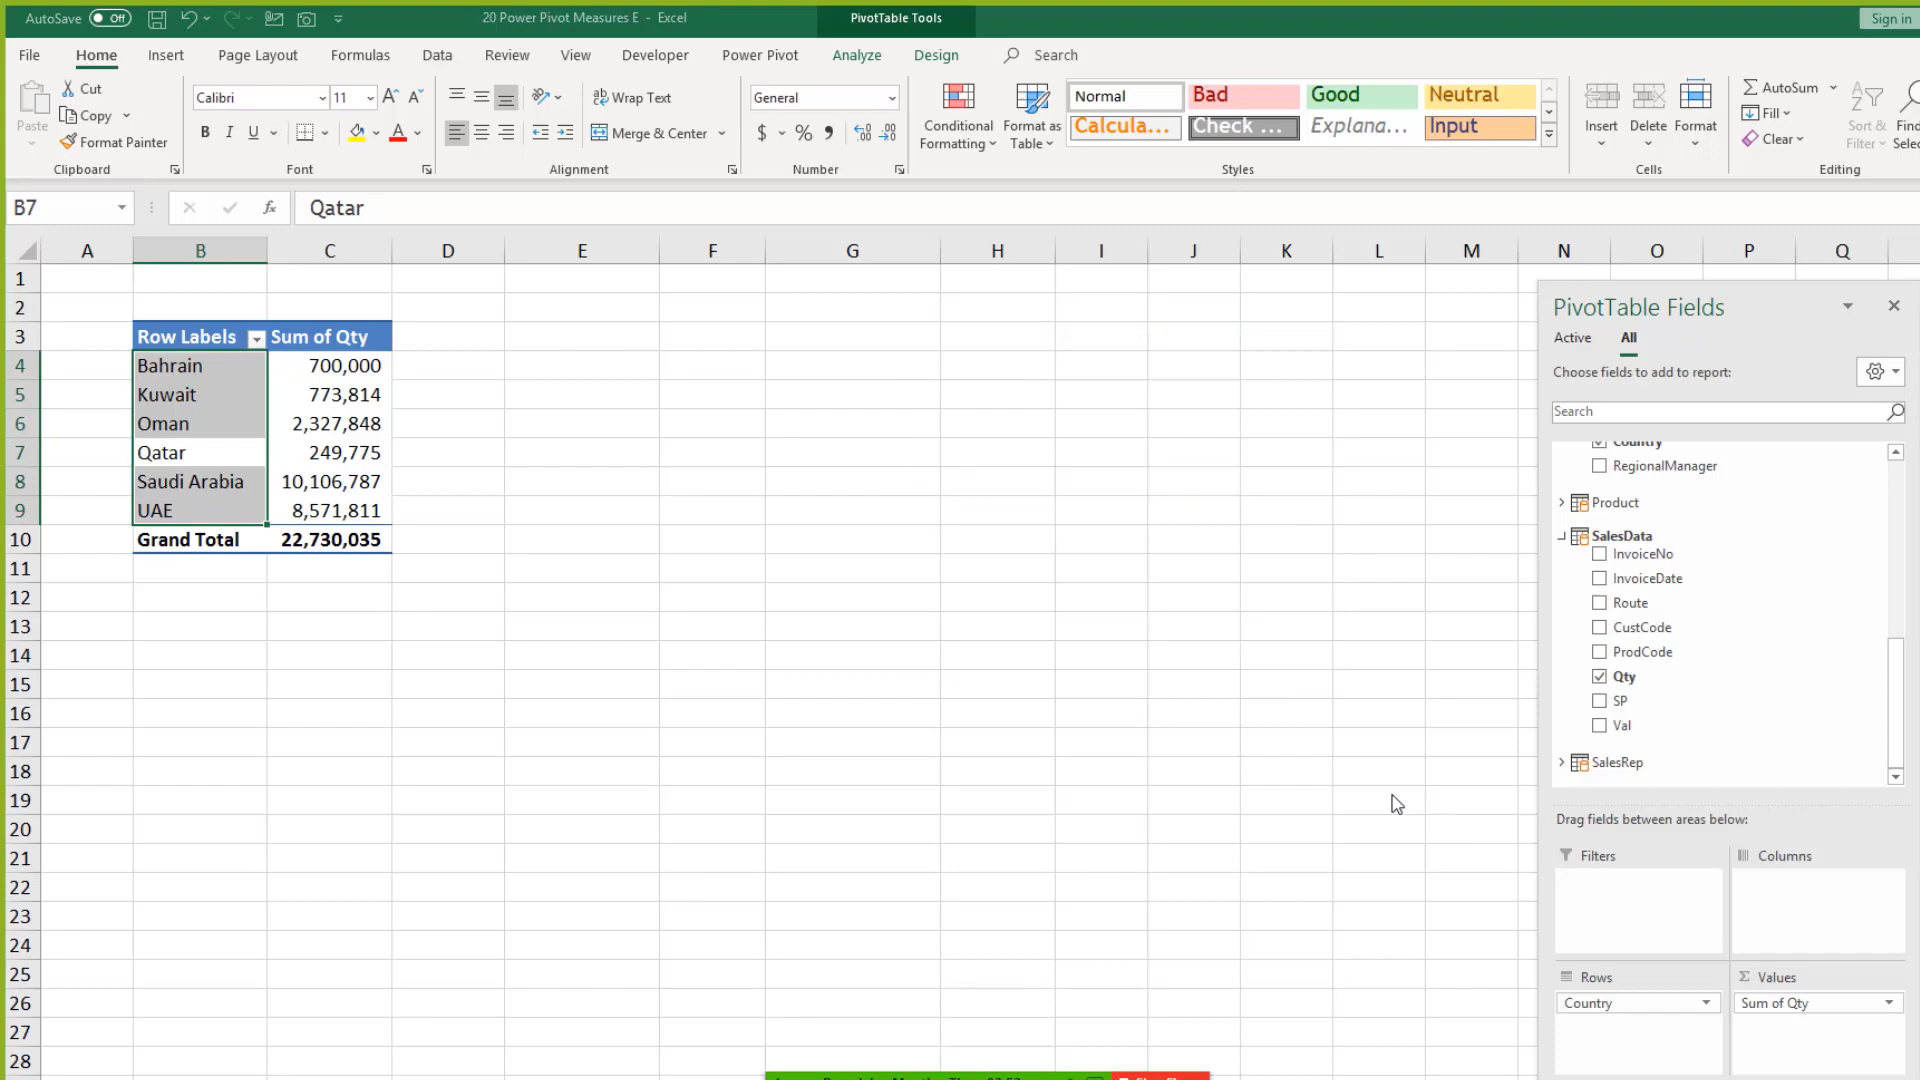 AutoSave Off 20 Power Pivot Measures E - Excel PivotTable Tools Sign in
File Home Insert Page Layout Formulas Data Review View Developer Power Pivot Analyze Design Search
Paste
Cut
Copy
Format Painter
Clipboard
Calibri 11
B I U A
Font
Wrap Text
Merge & Center
Alignment
General
$ % ,
Number
Conditional Formatting
Format as Table
Normal Bad Good Neutral
Calcula... Check ... Explana... Input
Styles
Insert Delete Format
Cells
AutoSum
Fill
Clear
Sort & Filter
Editing
B7 fx Qatar
A B C D E F G H I J K L M N O P Q
1
2
3 Row Labels Sum of Qty
4 Bahrain 700,000
5 Kuwait 773,814
6 Oman 2,327,848
7 Qatar 249,775
8 Saudi Arabia 10,106,787
9 UAE 8,571,811
10 Grand Total 22,730,035
11
12
13
14
15
16
17
18
19
20
21
22
23
24
25
26
27
28
PivotTable Fields
Active All
Choose fields to add to report:
Search
Country
RegionalManager
Product
SalesData
InvoiceNo
InvoiceDate
Route
CustCode
ProdCode
Qty
SP
Val
SalesRep
Drag fields between areas below:
Filters Columns
Rows Values
Country Sum of Qty